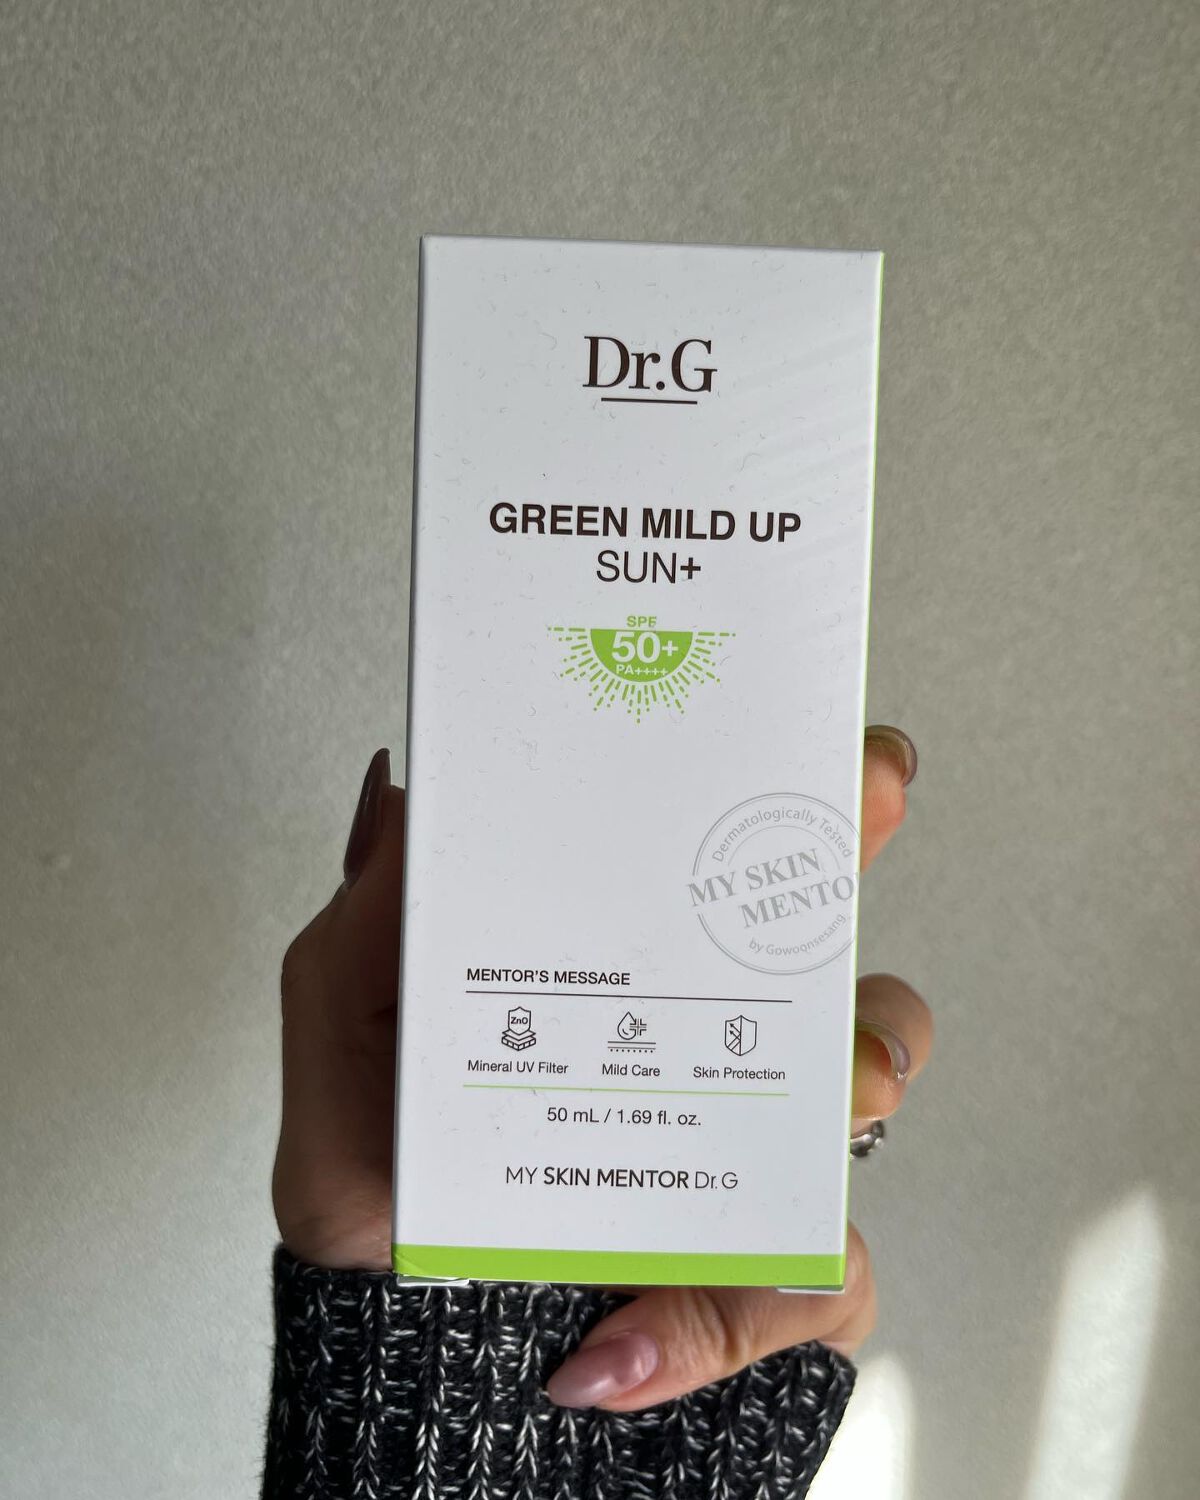 Dr.G
GREEN MILD UP
SUN+
SPF
50+
PA++++
Dermatologically Tested
MY SKIN
MENTO
by Gowoonsesang
MENTOR'S MESSAGE
ZnO
Mineral UV Filter
Mild Care
Skin Protection
50 mL / 1.69 fl. oz.
MY SKIN MENTOR Dr.G